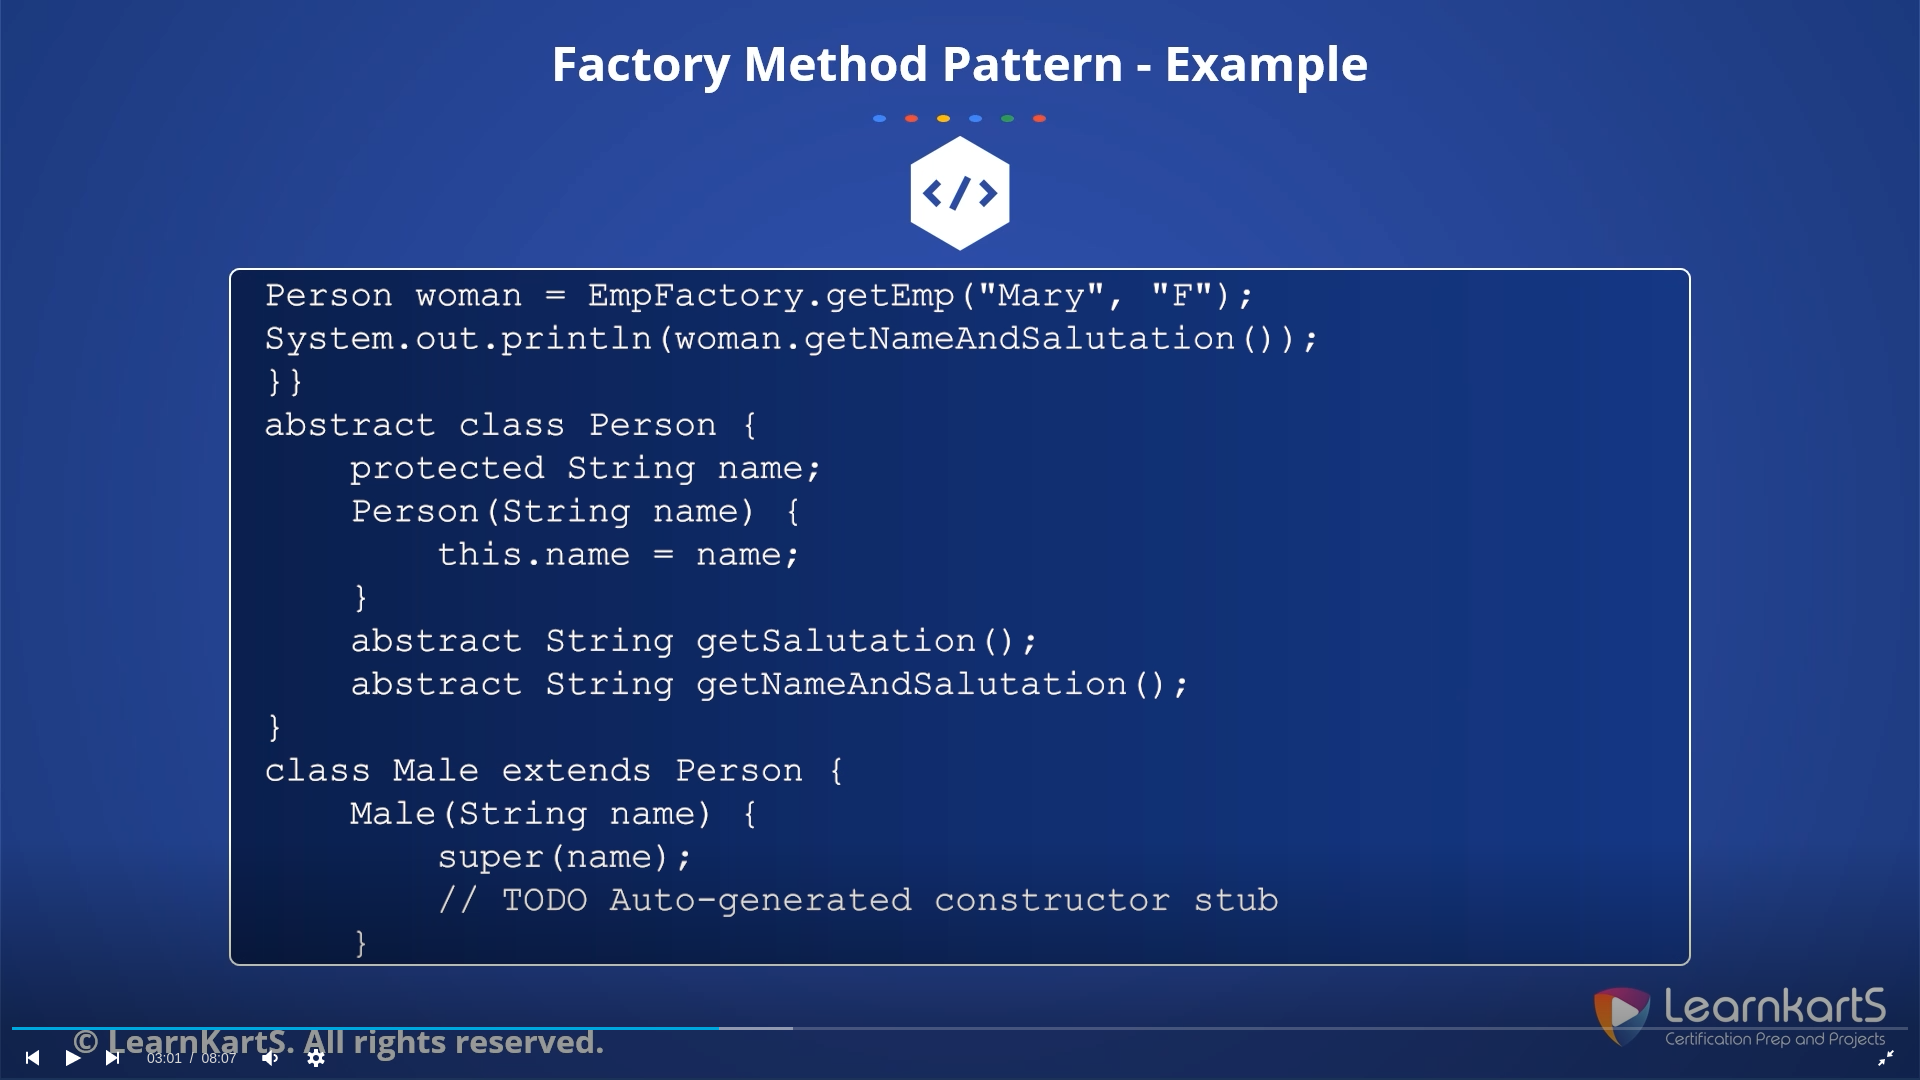 Factory Method Pattern - Example
</>
Person woman = EmpFactory.getEmp("Mary", "F");
System.out.println(woman.getNameAndSalutation());
}}
abstract class Person {
    protected String name;
    Person(String name) {
        this.name = name;
    }
    abstract String getSalutation();
    abstract String getNameAndSalutation();
}
class Male extends Person {
    Male(String name) {
        super(name);
        // TODO Auto-generated constructor stub
    }
LearnkartS
Certification Prep and Projects
© LearnKartS. All rights reserved.
03:01 / 08:07